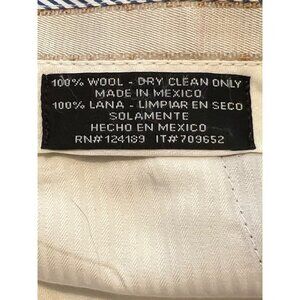 100% WOOL - DRY CLEAN ONLY
MADE IN MEXICO
100% LANA - LIMPIAR EN SECO
SOLAMENTE
HECHO EN MEXICO
RN#124189 IT#709652